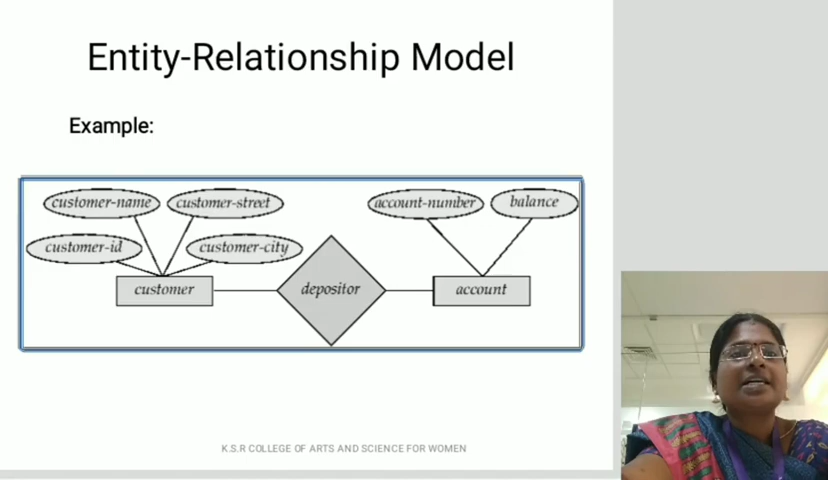 Entity-Relationship Model
Example:
customer-name customer-street account-number balance
customer-id customer-city
customer depositor account
K.S.R COLLEGE OF ARTS AND SCIENCE FOR WOMEN